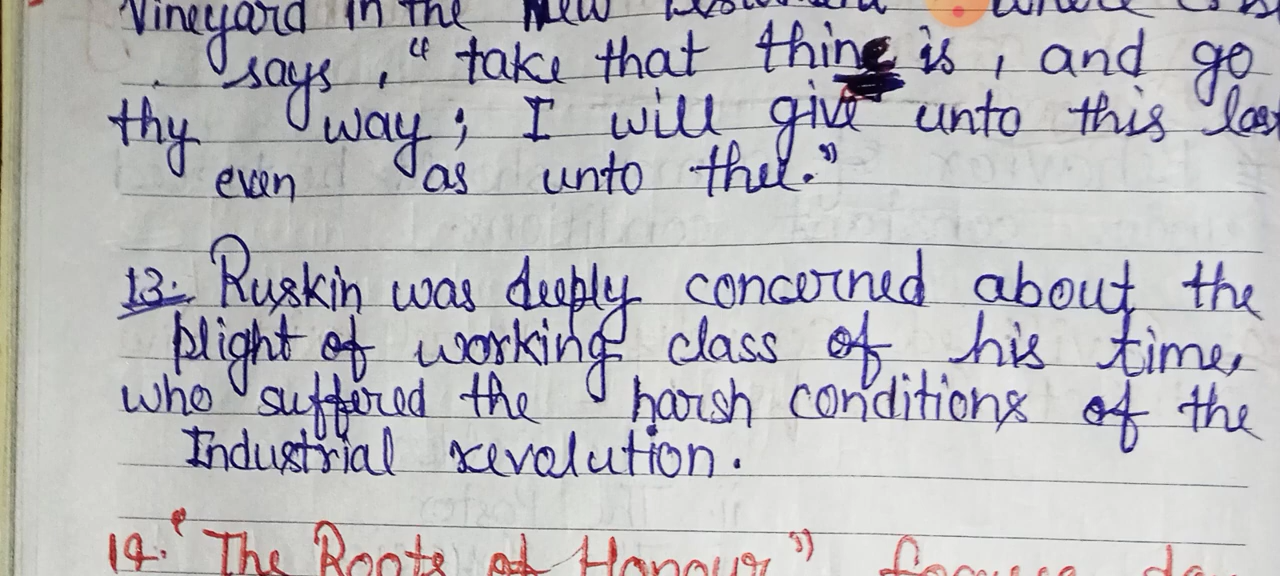 Vineyard in the New
says, “take that thine is, and go
thy way; I will give unto this las
even as unto thee.”
13. Ruskin was deeply concerned about the
plight of working class of his time,
who suffered the harsh conditions of the
Industrial revolution.
14. “The Roots of Honour”